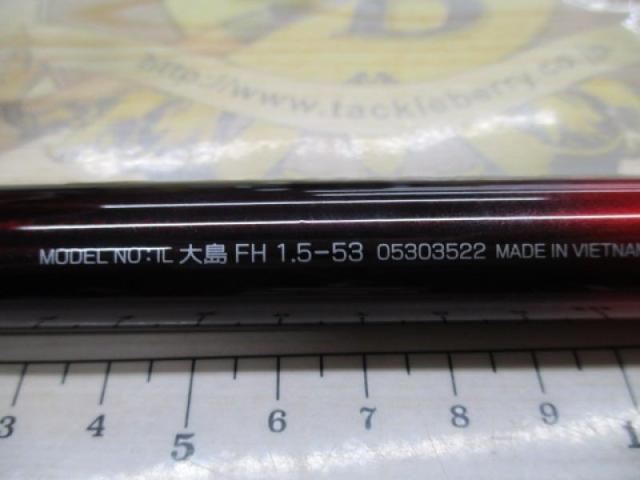 http://www.tackleberry.co.jp
MODEL NO:IL 大島 FH 1.5-53 05303522 MADE IN VIETNAM
3 4 5 6 7 8 9 1